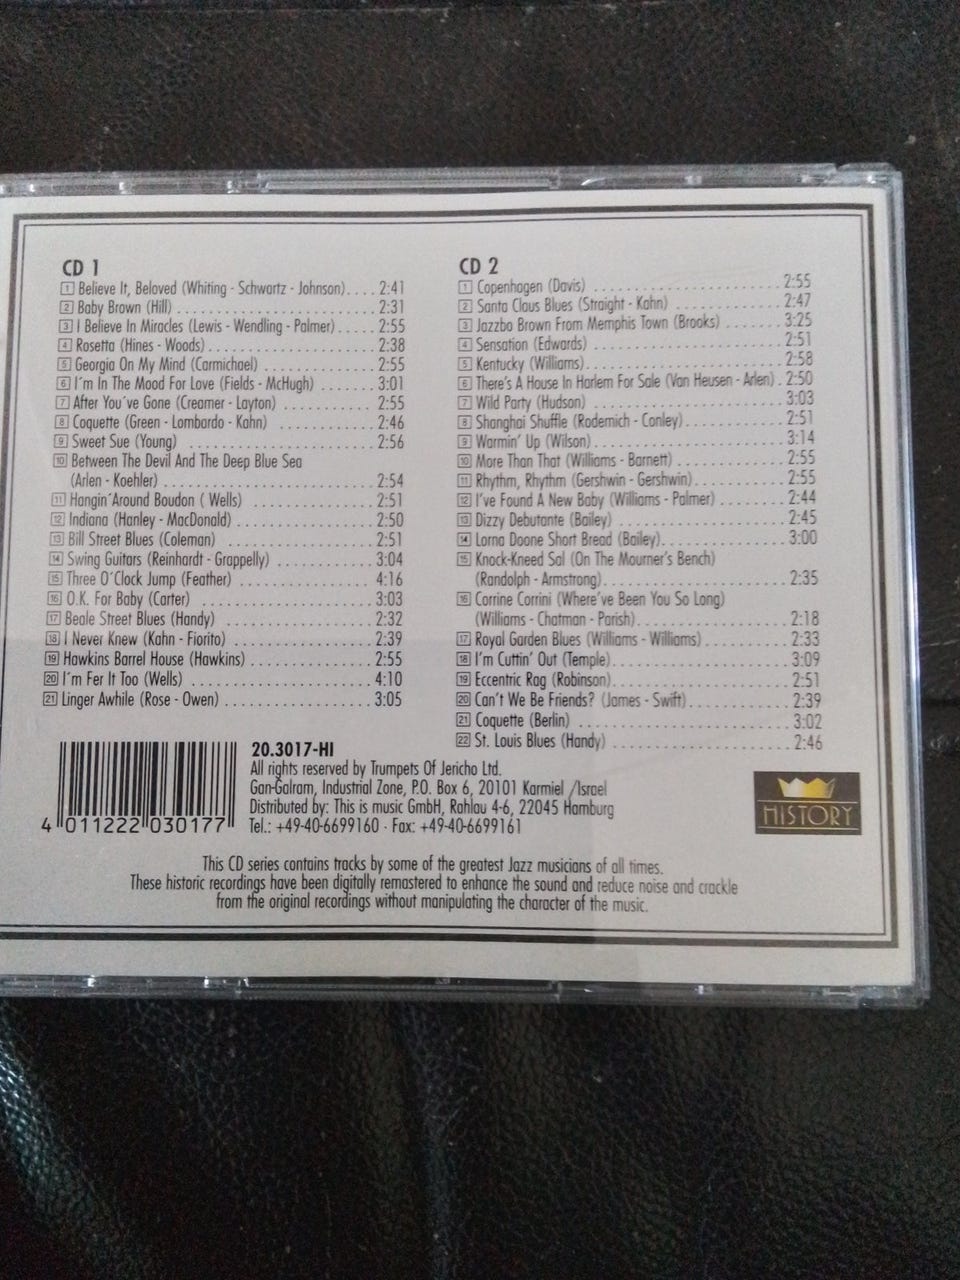 CD 1
1 Believe It, Beloved (Whiting - Schwartz - Johnson).... 2:41
2 Baby Brown (Hill) .............................. 2:31
3 I Believe In Miracles (Lewis - Wendling - Palmer)...... 2:55
4 Rosetta (Hines - Woods)......................... 2:38
5 Georgia On My Mind (Carmichael) ................. 2:55
6 I´m In The Mood For Love (Fields - McHugh) ........ 3:01
7 After You´ve Gone (Creamer - Layton) ............. 2:55
8 Coquette (Green - Lombardo - Kahn) .............. 2:46
9 Sweet Sue (Young) ............................ 2:56
10 Between The Devil And The Deep Blue Sea
(Arlen - Koehler) ................................ 2:54
11 Hangin´Around Boudon ( Wells) .................. 2:51
12 Indiana (Hanley - MacDonald)..................... 2:50
13 Bill Street Blues (Coleman) ...................... 2:51
14 Swing Guitars (Reinhardt - Grappelly) .............. 3:04
15 Three O´Clock Jump (Feather) .................... 4:16
16 O.K. For Baby (Carter) ......................... 3:03
17 Beale Street Blues (Handy) ...................... 2:32
18 I Never Knew (Kahn - Fiorito) .................... 2:39
19 Hawkins Barrel House (Hawkins) .................. 2:55
20 I´m Fer It Too (Wells) .......................... 4:10
21 Linger Awhile (Rose - Owen) ..................... 3:05
CD 2
1 Copenhagen (Davis) .......................... 2:55
2 Santa Claus Blues (Straight - Kahn) ............... 2:47
3 Jazzbo Brown From Memphis Town (Brooks) ........ 3:25
4 Sensation (Edwards) .......................... 2:51
5 Kentucky (Williams)........................... 2:58
6 There's A House In Harlem For Sale (Van Heusen - Arlen) . 2:50
7 Wild Party (Hudson) .......................... 3:03
8 Shanghai Shuffle (Rodemich - Conley).............. 2:51
9 Warmin' Up (Wilson).......................... 3:14
10 More Than That (Williams - Barnett) ............... 2:55
11 Rhythm, Rhythm (Gershwin - Gershwin)............. 2:55
12 I've Found A New Baby (Williams - Palmer) .......... 2:44
13 Dizzy Debutante (Bailey) ....................... 2:45
14 Lorna Doone Short Bread (Bailey)................. 3:00
15 Knock-Kneed Sal (On The Mourner's Bench)
(Randolph - Armstrong)......................... 2:35
16 Corrine Corrini (Where've Been You So Long)
(Williams - Chatman - Parish)..................... 2:18
17 Royal Garden Blues (Williams - Williams) ............ 2:33
18 I'm Cuttin' Out (Temple)........................ 3:09
19 Eccentric Rag (Robinson)........................ 2:51
20 Can't We Be Friends? (James - Swift).............. 2:39
21 Coquette (Berlin) ............................. 3:02
22 St. Louis Blues (Handy) ........................ 2:46
4 011222 030177
20.3017-HI
All rights reserved by Trumpets Of Jericho Ltd.
Gan-Galram, Industrial Zone, P.O. Box 6, 20101 Karmiel /Israel
Distributed by: This is music GmbH, Rahlau 4-6, 22045 Hamburg
Tel.: +49-40-6699160 · Fax: +49-40-6699161
HISTORY
This CD series contains tracks by some of the greatest Jazz musicians of all times.
These historic recordings have been digitally remastered to enhance the sound and reduce noise and crackle
from the original recordings without manipulating the character of the music.